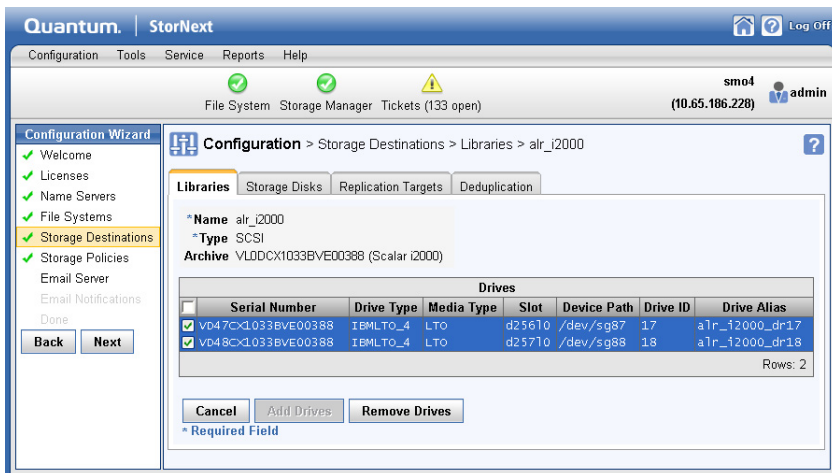 Quantum. StorNext Log Off
Configuration Tools Service Reports Help
File System Storage Manager Tickets (133 open)
smo4
(10.65.186.228)
admin
Configuration Wizard
Welcome
Licenses
Name Servers
File Systems
Storage Destinations
Storage Policies
Email Server
Email Notifications
Done
Back Next
Configuration > Storage Destinations > Libraries > alr_i2000
Libraries Storage Disks Replication Targets Deduplication
*Name alr_i2000
*Type SCSI
Archive VL0DCX1033BVE00388 (Scalar i2000)
Drives
Serial Number Drive Type Media Type Slot Device Path Drive ID Drive Alias
VD47CX1033BVE00388 IBMLTO_4 LTO d256l0 /dev/sg87 17 alr_i2000_dr17
VD48CX1033BVE00388 IBMLTO_4 LTO d257l0 /dev/sg88 18 alr_i2000_dr18
Rows: 2
Cancel Add Drives Remove Drives
* Required Field